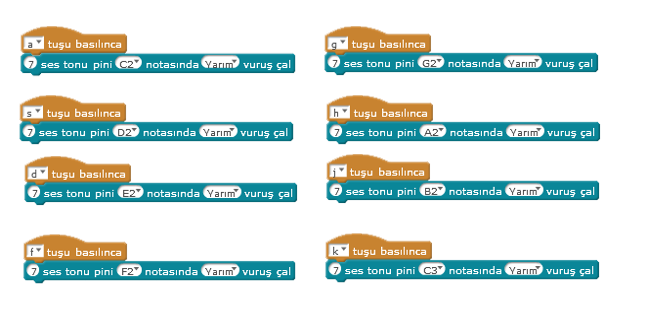 a tuşu basılınca
7 ses tonu pini C2 notasında Yarım vuruş çal
s tuşu basılınca
7 ses tonu pini D2 notasında Yarım vuruş çal
d tuşu basılınca
7 ses tonu pini E2 notasında Yarım vuruş çal
f tuşu basılınca
7 ses tonu pini F2 notasında Yarım vuruş çal
g tuşu basılınca
7 ses tonu pini G2 notasında Yarım vuruş çal
h tuşu basılınca
7 ses tonu pini A2 notasında Yarım vuruş çal
j tuşu basılınca
7 ses tonu pini B2 notasında Yarım vuruş çal
k tuşu basılınca
7 ses tonu pini C3 notasında Yarım vuruş çal